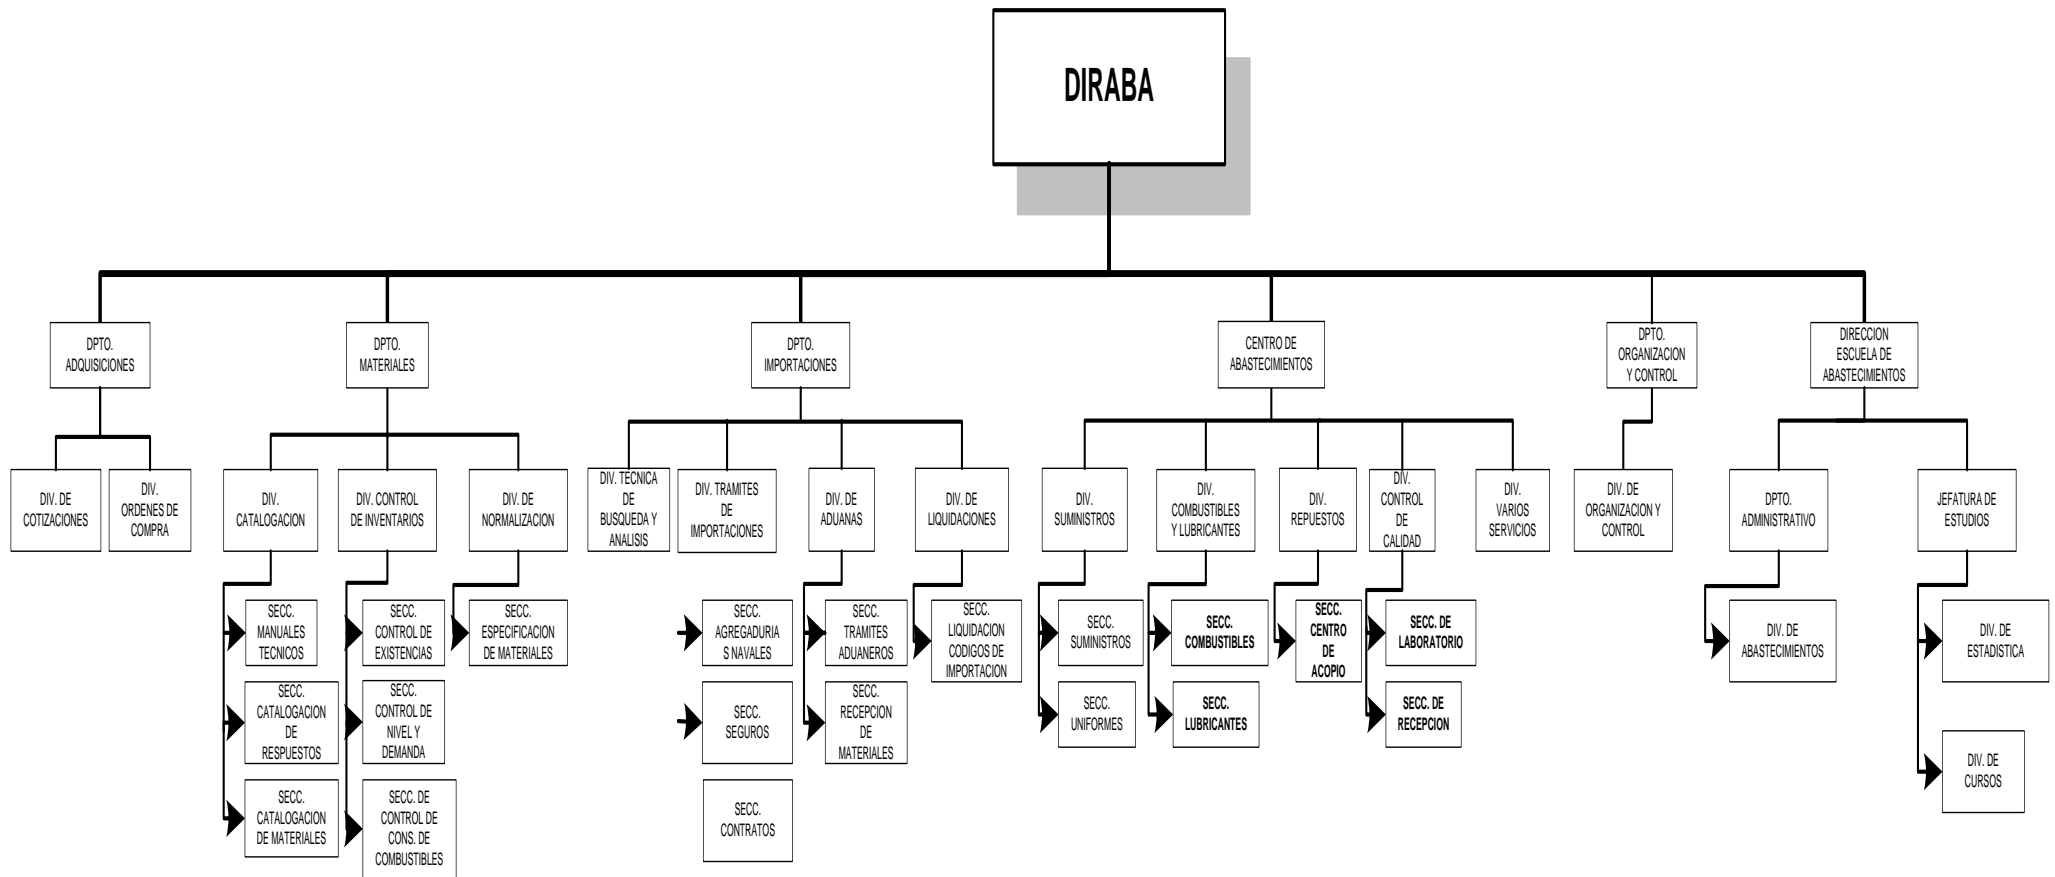 DIRABA
DPTO.
ADQUISICIONES
DPTO.
MATERIALES
DPTO.
IMPORTACIONES
CENTRO DE
ABASTECIMIENTOS
DPTO.
ORGANIZACION
Y CONTROL
DIRECCION
ESCUELA DE
ABASTECIMIENTOS
DIV. DE
COTIZACIONES
DIV.
ORDENES DE
COMPRA
DIV.
CATALOGACION
DIV. CONTROL
DE INVENTARIOS
DIV. DE
NORMALIZACION
DIV. TECNICA
DE
BUSQUEDA Y
ANALISIS
DIV. TRAMITES
DE
IMPORTACIONES
DIV. DE
ADUANAS
DIV. DE
LIQUIDACIONES
DIV.
SUMINISTROS
DIV.
COMBUSTIBLES
Y LUBRICANTES
DIV.
REPUESTOS
DIV.
CONTROL
DE
CALIDAD
DIV.
VARIOS
SERVICIOS
DIV. DE
ORGANIZACION Y
CONTROL
DPTO.
ADMINISTRATIVO
JEFATURA DE
ESTUDIOS
SECC.
MANUALES
TECNICOS
SECC.
CONTROL DE
EXISTENCIAS
SECC.
ESPECIFICACION
DE MATERIALES
SECC.
AGREGADURIA
S NAVALES
SECC.
TRAMITES
ADUANEROS
SECC.
LIQUIDACION
CODIGOS DE
IMPORTACION
SECC.
SUMINISTROS
SECC.
COMBUSTIBLES
SECC.
CENTRO
DE
ACOPIO
SECC. DE
LABORATORIO
DIV. DE
ABASTECIMIENTOS
DIV. DE
ESTADISTICA
SECC.
CATALOGACION
DE
RESPUESTOS
SECC.
CONTROL DE
NIVEL Y
DEMANDA
SECC.
SEGUROS
SECC.
RECEPCION
DE
MATERIALES
SECC.
UNIFORMES
SECC.
LUBRICANTES
SECC. DE
RECEPCION
DIV. DE
CURSOS
SECC.
CATALOGACION
DE MATERIALES
SECC. DE
CONTROL DE
CONS. DE
COMBUSTIBLES
SECC.
CONTRATOS